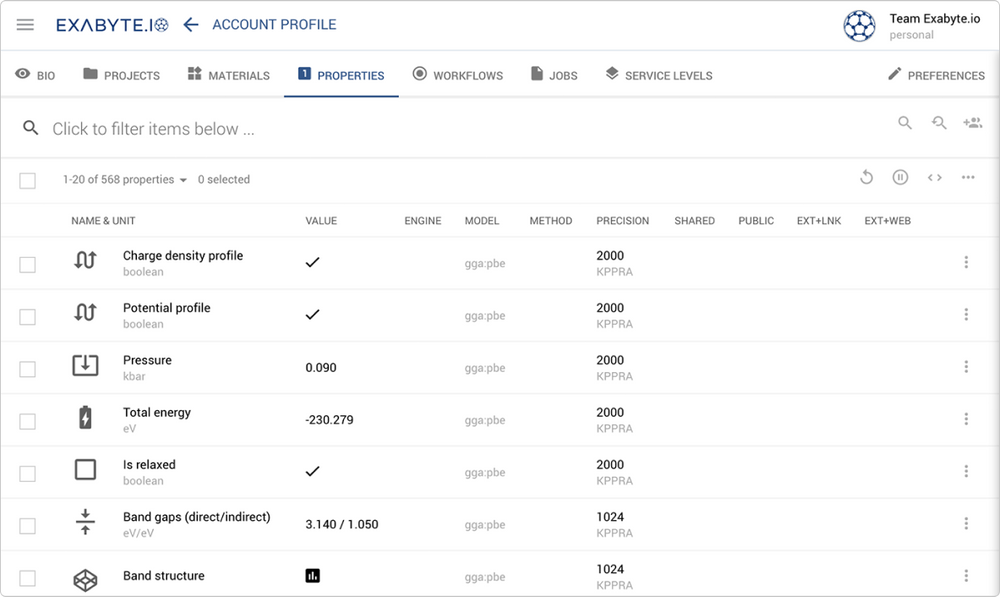 EXABYTE.IO ACCOUNT PROFILE Team Exabyte.io
personal
BIO PROJECTS MATERIALS 1 PROPERTIES WORKFLOWS JOBS SERVICE LEVELS PREFERENCES
Click to filter items below ...
1-20 of 568 properties 0 selected
NAME & UNIT VALUE ENGINE MODEL METHOD PRECISION SHARED PUBLIC EXT+LNK EXT+WEB
Charge density profile gga:pbe 2000
boolean KPPRA
Potential profile gga:pbe 2000
boolean KPPRA
Pressure 0.090 gga:pbe 2000
kbar KPPRA
Total energy -230.279 gga:pbe 2000
eV KPPRA
Is relaxed gga:pbe 2000
boolean KPPRA
Band gaps (direct/indirect) 3.140 / 1.050 gga:pbe 1024
eV/eV KPPRA
Band structure gga:pbe 1024
KPPRA